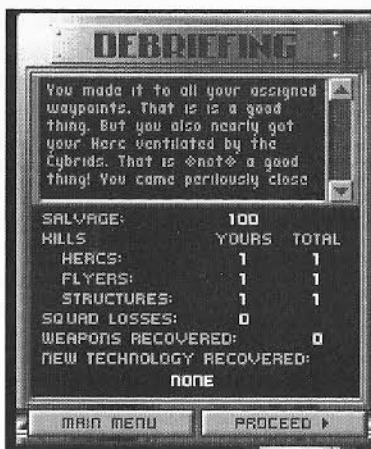 DEBRIEFING
You made it to all your assigned
waypoints. That is is a good
thing. But you also nearly got
your Herc ventilated by the
Cybrids. That is ◆not◆ a good
thing! You came perilously close
SALVAGE: 100
KILLS YOURS TOTAL
HERCS: 1 1
FLYERS: 1 1
STRUCTURES: 1 1
SQUAD LOSSES: 0
WEAPONS RECOVERED: 0
NEW TECHNOLOGY RECOVERED:
NONE
MAIN MENU PROCEED